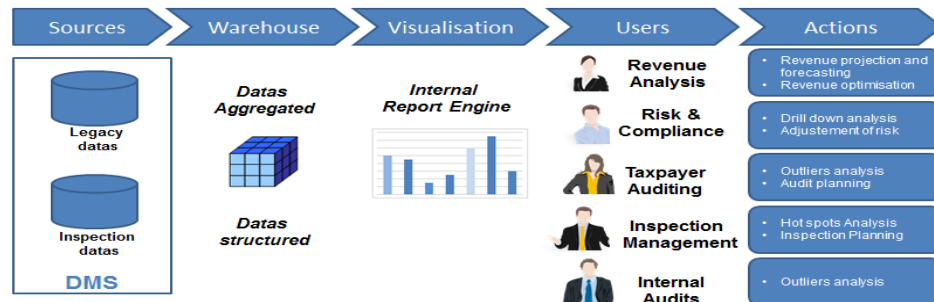 Sources
Warehouse
Visualisation
Users
Actions
Legacy
datas
Inspection
datas
DMS
Datas
Aggregated
Datas
structured
Internal
Report Engine
Revenue
Analysis
Risk &
Compliance
Taxpayer
Auditing
Inspection
Management
Internal
Audits
• Revenue projection and
forecasting
• Revenue optimisation
• Drill down analysis
• Adjustement of risk
• Outliers analysis
• Audit planning
• Hot spots Analysis
• Inspection Planning
• Outliers analysis